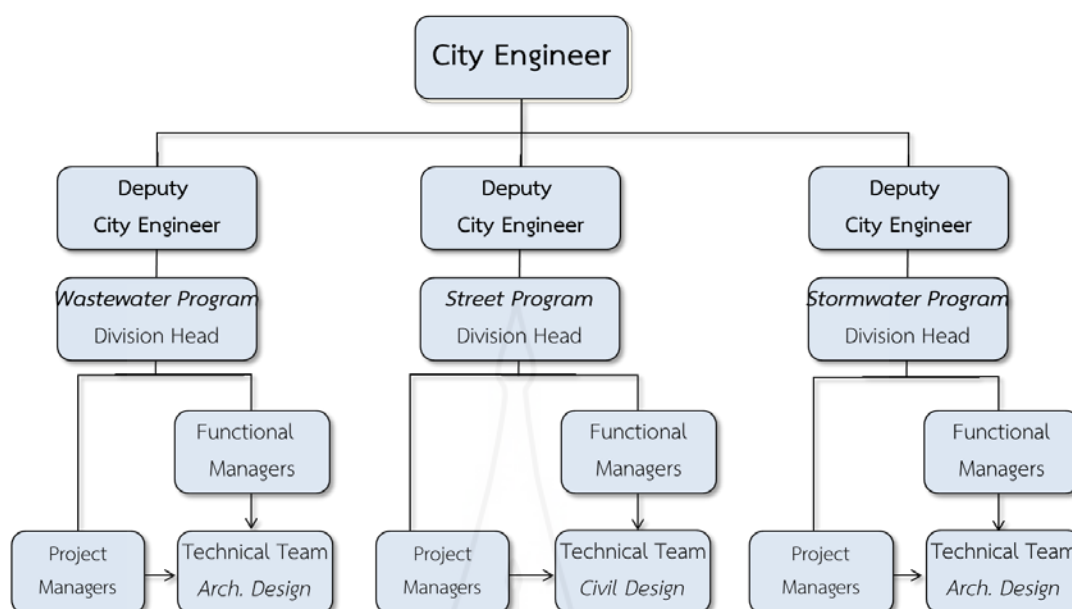 City Engineer
Deputy
City Engineer
Deputy
City Engineer
Deputy
City Engineer
Wastewater Program
Division Head
Street Program
Division Head
Stormwater Program
Division Head
Functional
Managers
Functional
Managers
Functional
Managers
Project
Managers
Technical Team
Arch. Design
Project
Managers
Technical Team
Civil Design
Project
Managers
Technical Team
Arch. Design